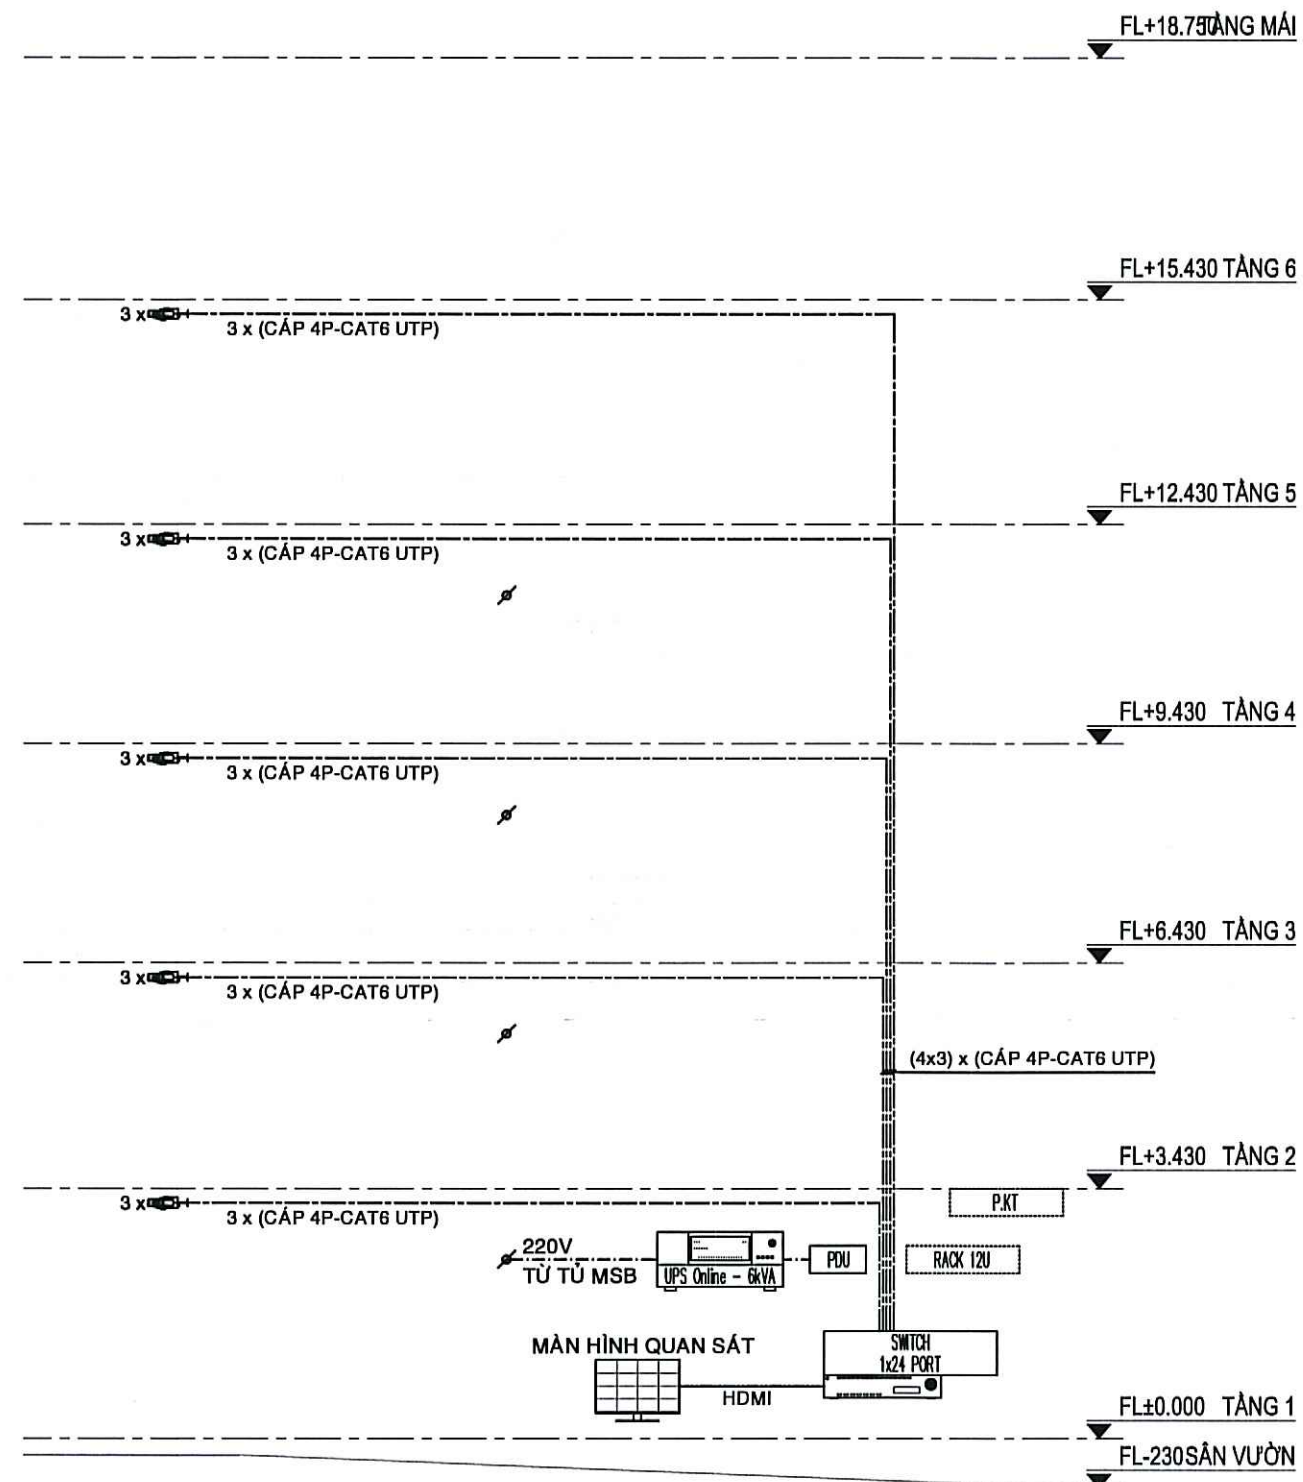 FL+18.750 TẦNG MÁI
FL+15.430 TẦNG 6
3 x
3 x (CÁP 4P-CAT6 UTP)
FL+12.430 TẦNG 5
3 x
3 x (CÁP 4P-CAT6 UTP)
FL+9.430 TẦNG 4
3 x
3 x (CÁP 4P-CAT6 UTP)
FL+6.430 TẦNG 3
3 x
3 x (CÁP 4P-CAT6 UTP)
(4x3) x (CÁP 4P-CAT6 UTP)
FL+3.430 TẦNG 2
3 x
3 x (CÁP 4P-CAT6 UTP)
P.KT
220V
TỪ TỦ MSB
UPS Online - 6kVA
PDU
RACK 12U
MÀN HÌNH QUAN SÁT
HDMI
SWITCH
1x24 PORT
FL±0.000 TẦNG 1
FL-230 SÂN VƯỜN